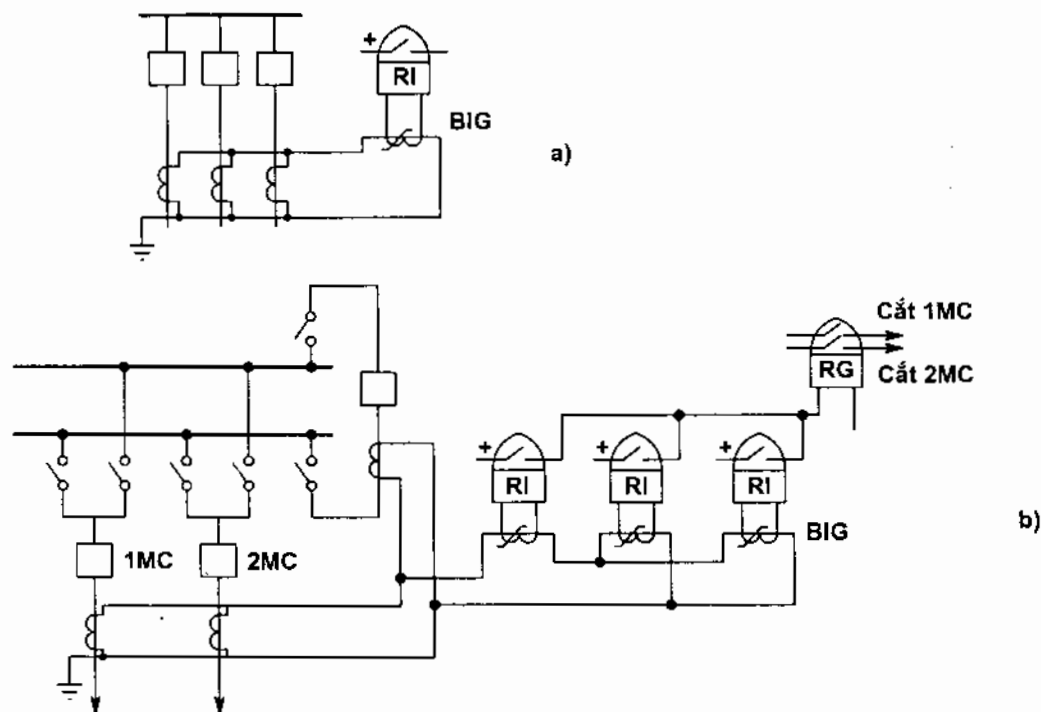 +
RI
BIG
a)
Cắt 1MC
RG
Cắt 2MC
+ + +
RI RI RI
BIG
b)
1MC 2MC